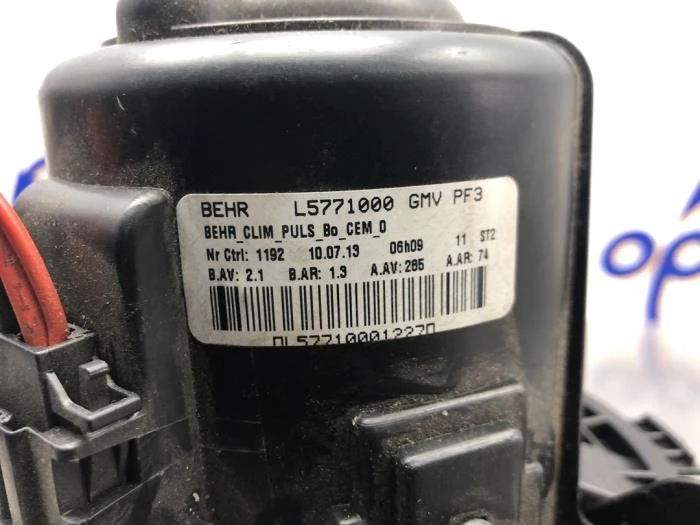 BEHR L5771000 GMV PF3
BEHR_CLIM_PULS_Bo_CEM_0
Nr Ctrl: 1192 10.07.13 06h09 11 ST2
B.AV: 2.1 B.AR: 1.3 A.AV: 285 A.AR: 74